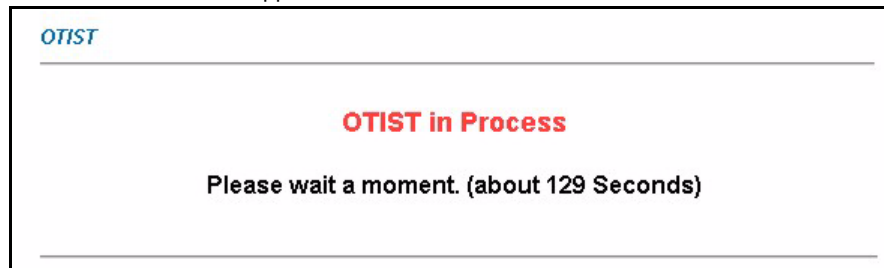 OTIST
OTIST in Process
Please wait a moment. (about 129 Seconds)